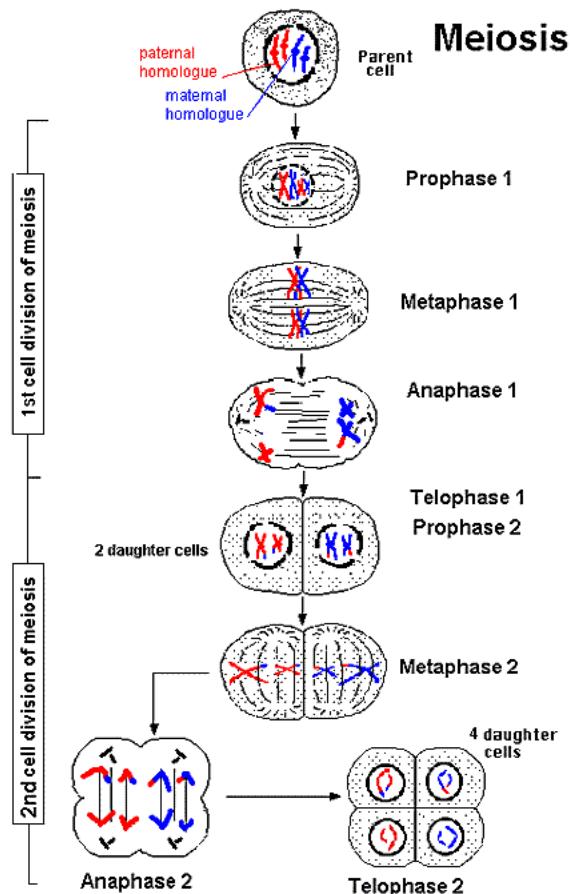 Meiosis
paternal
homologue
maternal
homologue
Parent
cell
1st cell division of meiosis
Prophase 1
Metaphase 1
Anaphase 1
Telophase 1
Prophase 2
2 daughter cells
2nd cell division of meiosis
Metaphase 2
4 daughter
cells
Anaphase 2
Telophase 2